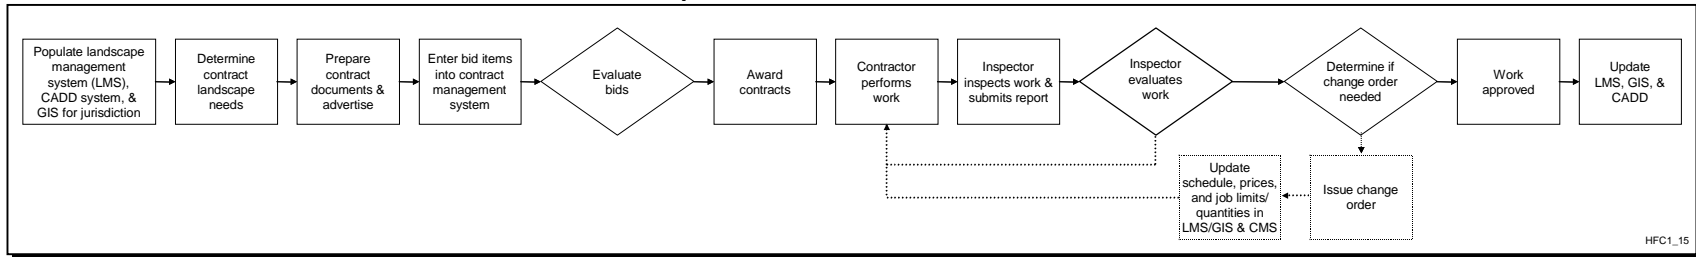 Populate landscape
management
system (LMS),
CADD system, &
GIS for jurisdiction
Determine
contract
landscape
needs
Prepare
contract
documents &
advertise
Enter bid items
into contract
management
system
Evaluate
bids
Award
contracts
Contractor
performs
work
Inspector
inspects work &
submits report
Inspector
evaluates
work
Determine if
change order
needed
Work
approved
Update
LMS, GIS, &
CADD
Update
schedule, prices,
and job limits/
quantities in
LMS/GIS & CMS
Issue change
order
HFC1_15